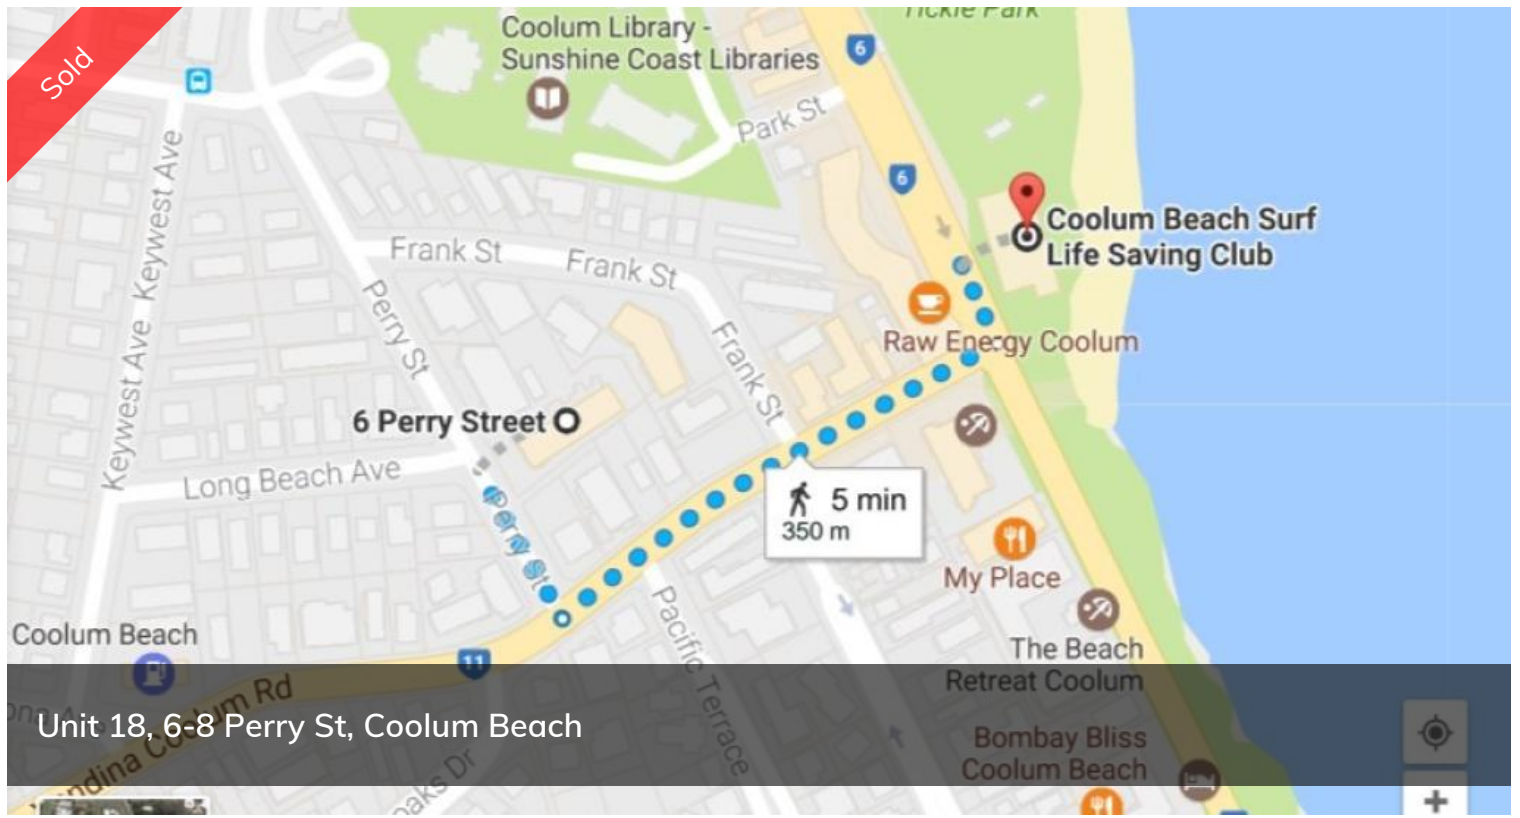 Sold
Coolum Library -
Sunshine Coast Libraries
Tickle Park
6
Park St
6
Keywest Ave
Keywest Ave
Coolum Beach Surf
Life Saving Club
Frank St
Frank St
Perry St
Frank St
Raw Energy Coolum
6 Perry Street
Long Beach Ave
Perry St
5 min
350 m
My Place
Pacific Terrace
Coolum Beach
The Beach
Retreat Coolum
11
Unit 18, 6-8 Perry St, Coolum Beach
Bombay Bliss
Coolum Beach
+